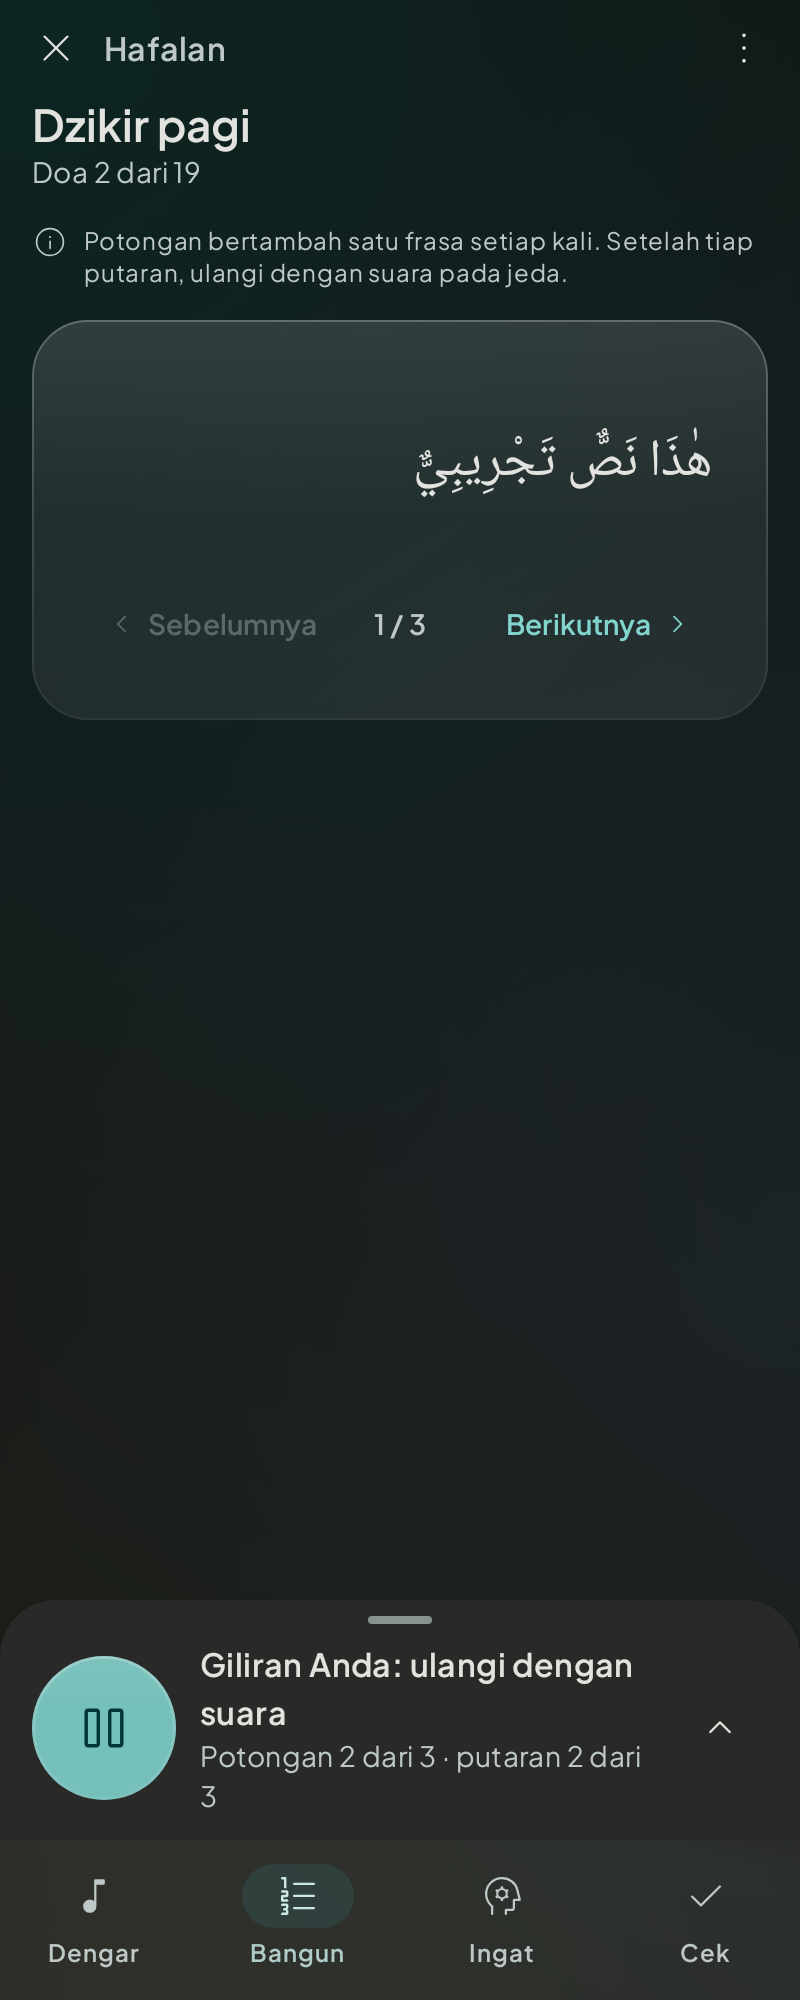 Hafalan
Dzikir pagi
Doa 2 dari 19
Potongan bertambah satu frasa setiap kali. Setelah tiap
putaran, ulangi dengan suara pada jeda.
هٰذَا نَصٌّ تَجْرِيبِيٌّ
Sebelumnya 1 / 3 Berikutnya
Giliran Anda: ulangi dengan
suara
Potongan 2 dari 3 · putaran 2 dari
3
Dengar Bangun Ingat Cek